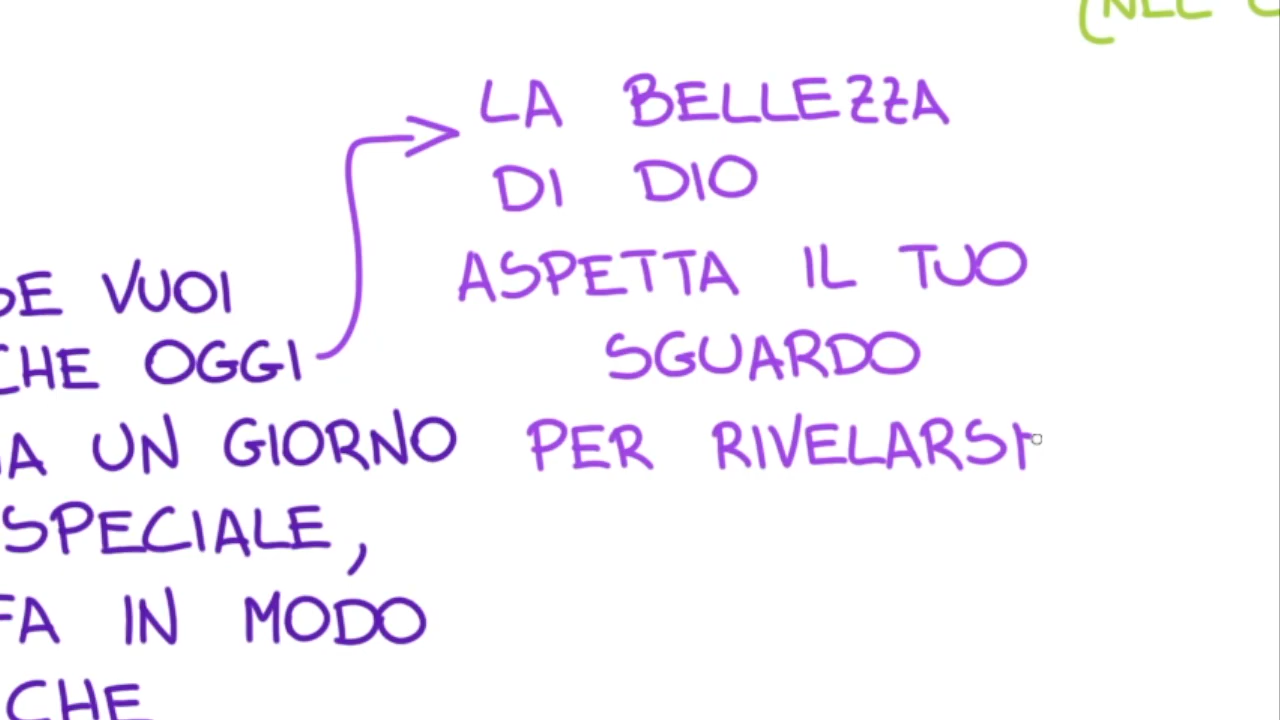 LA BELLEZZA
DI DIO
ASPETTA IL TUO
SGUARDO
PER RIVELARSI
SE VUOI
CHE OGGI
UN GIORNO
SPECIALE,
FA IN MODO
CHE